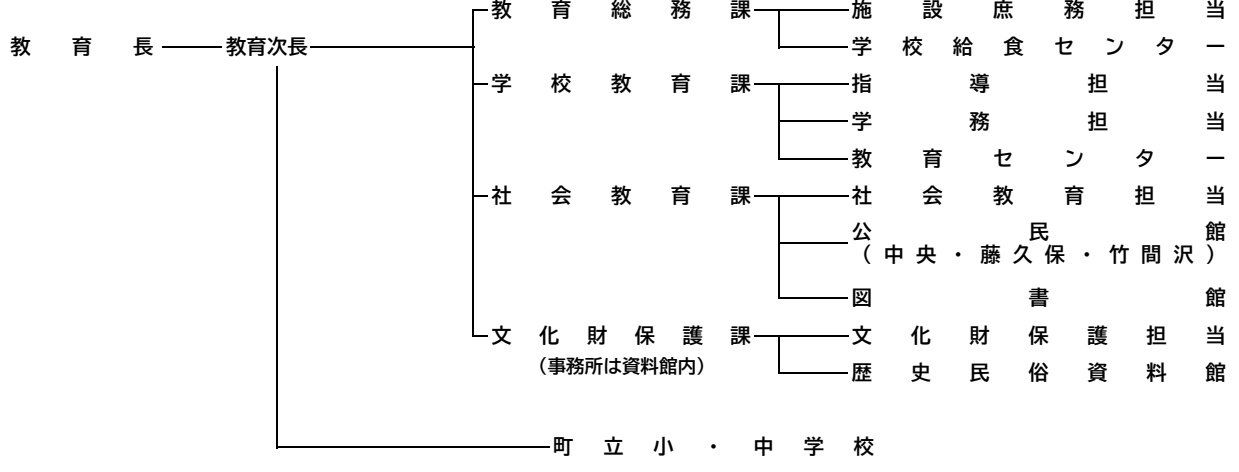 教育総務課 施設庶務担当
教育長 教育次長 学校給食センター
学校教育課 指導担当
学務担当
教育センター
社会教育課 社会教育担当
公民館
（中央・藤久保・竹間沢）
図書館
文化財保護課 文化財保護担当
（事務所は資料館内） 歴史民俗資料館
町立小・中学校